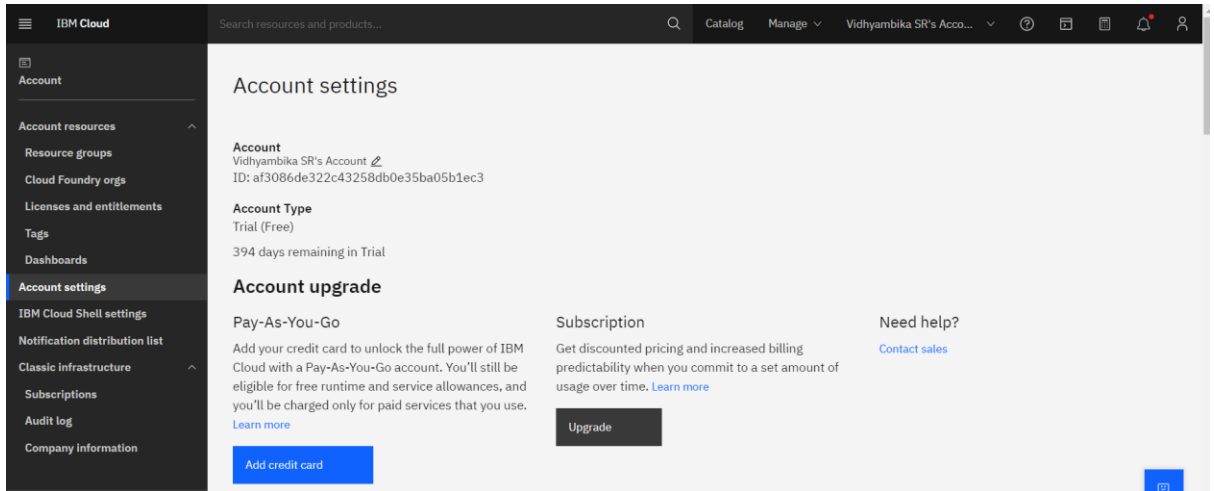 IBM Cloud
Search resources and products...
Catalog
Manage
Vidhyambika SR's Acco...
Account
Account resources
Resource groups
Cloud Foundry orgs
Licenses and entitlements
Tags
Dashboards
Account settings
IBM Cloud Shell settings
Notification distribution list
Classic infrastructure
Subscriptions
Audit log
Company information
Account settings
Account
Vidhyambika SR's Account
ID: af3086de322c43258db0e35ba05b1ec3
Account Type
Trial (Free)
394 days remaining in Trial
Account upgrade
Pay-As-You-Go
Add your credit card to unlock the full power of IBM
Cloud with a Pay-As-You-Go account. You'll still be
eligible for free runtime and service allowances, and
you'll be charged only for paid services that you use.
Learn more
Add credit card
Subscription
Get discounted pricing and increased billing
predictability when you commit to a set amount of
usage over time. Learn more
Upgrade
Need help?
Contact sales